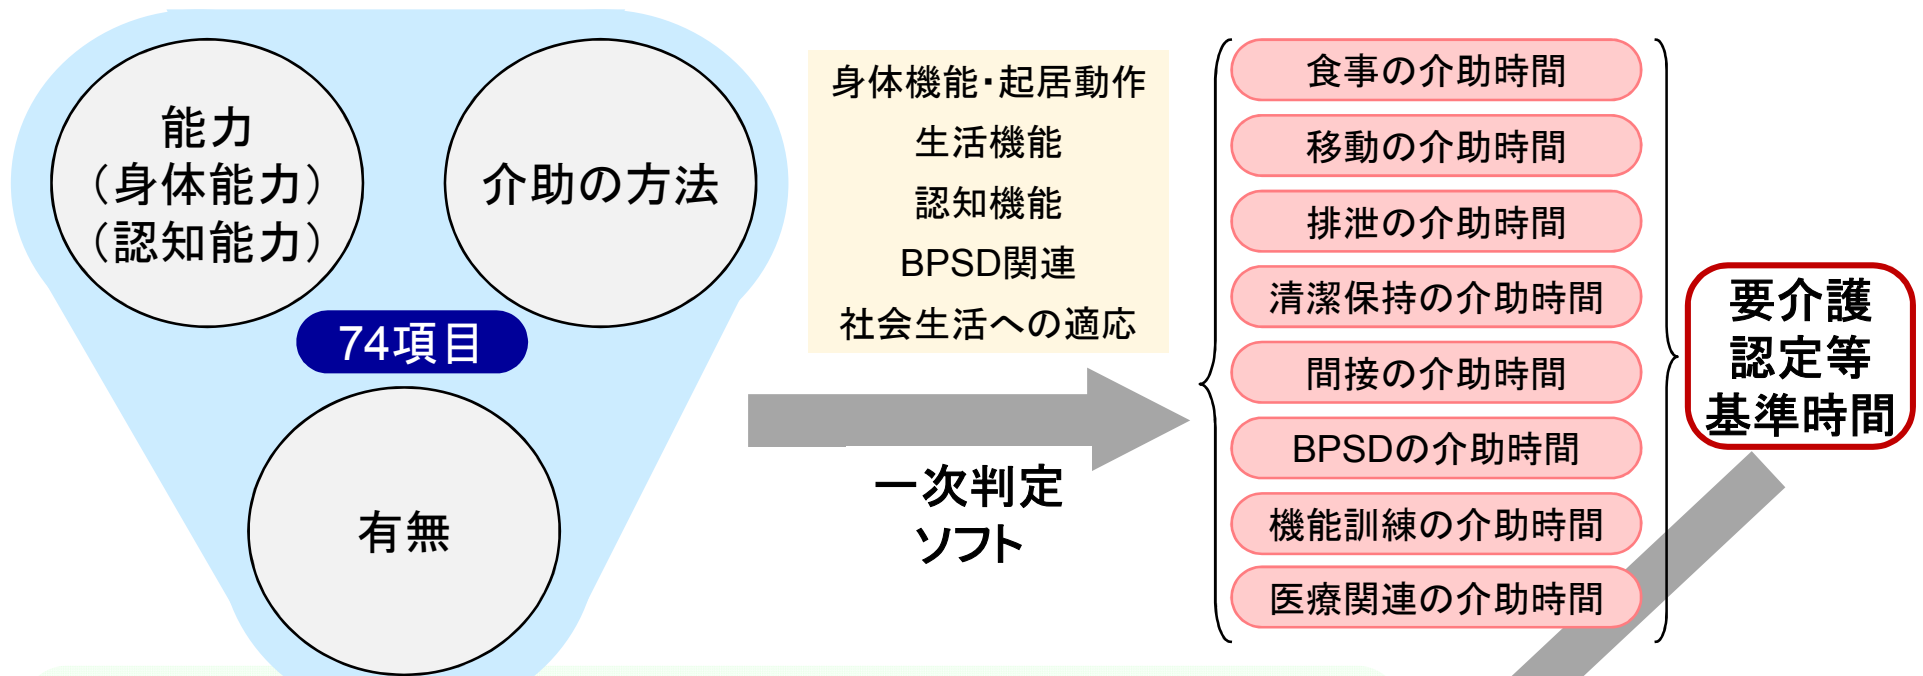 能力
（身体能力）
（認知能力）
介助の方法
74項目
有無
身体機能・起居動作
生活機能
認知機能
BPSD関連
社会生活への適応
一次判定
ソフト
食事の介助時間
移動の介助時間
排泄の介助時間
清潔保持の介助時間
間接の介助時間
BPSDの介助時間
機能訓練の介助時間
医療関連の介助時間
要介護
認定等
基準時間